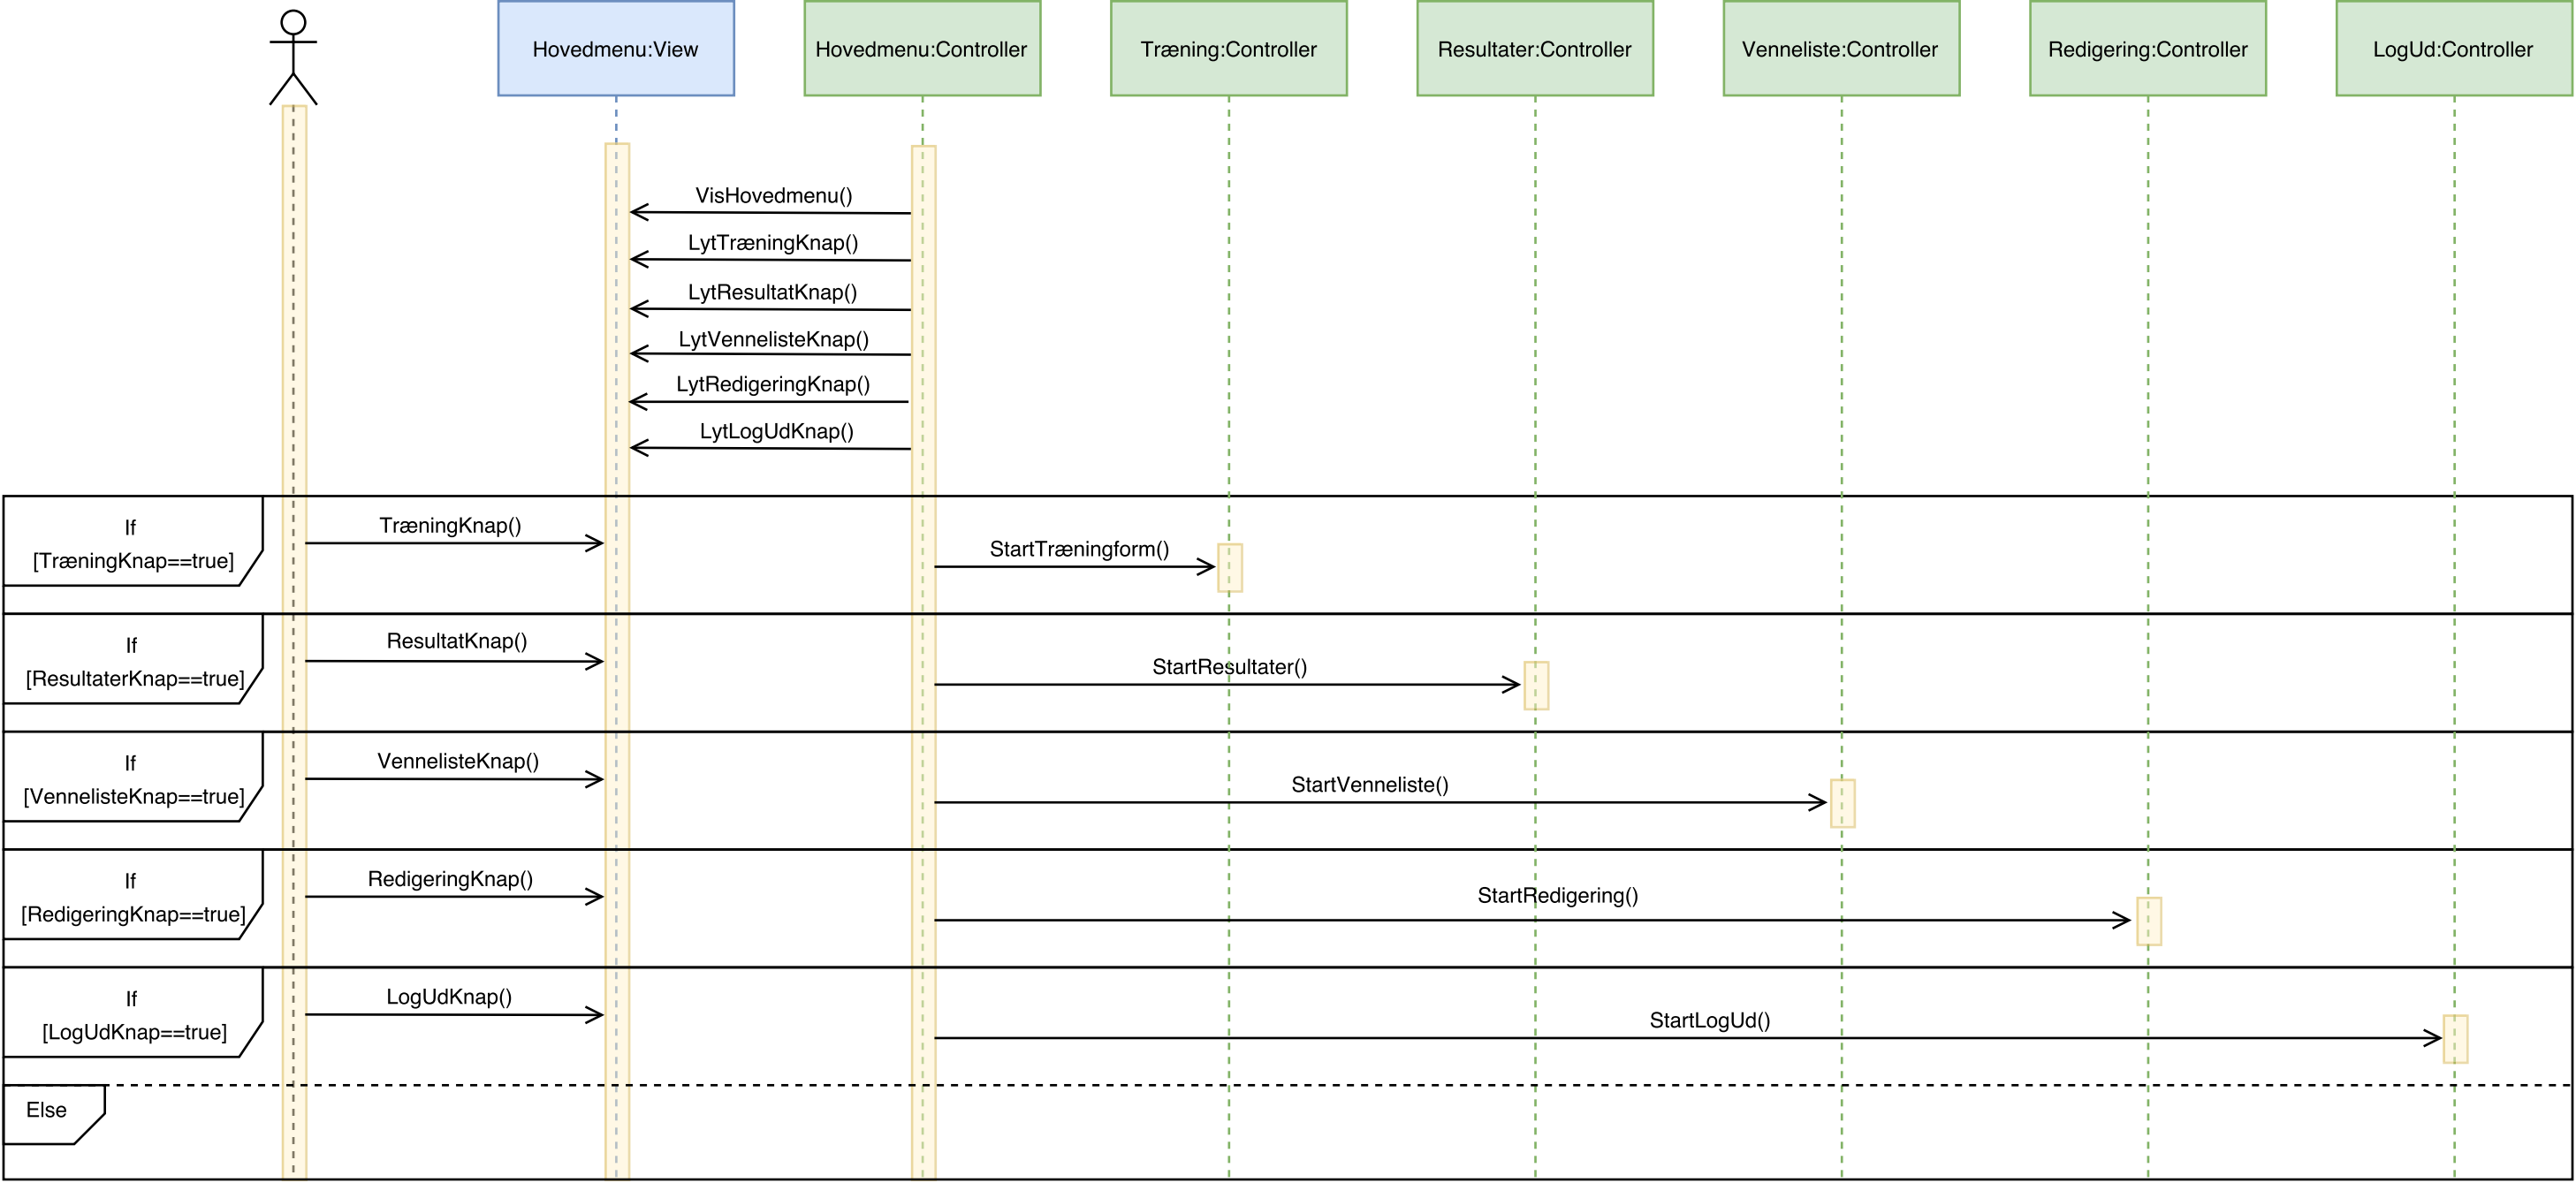 Hovedmenu:View
Hovedmenu:Controller
Træning:Controller
Resultater:Controller
Venneliste:Controller
Redigering:Controller
LogUd:Controller
VisHovedmenu()
LytTræningKnap()
LytResultatKnap()
LytVennelisteKnap()
LytRedigeringKnap()
LytLogUdKnap()
If
[TræningKnap==true]
TræningKnap()
StartTræningform()
If
[ResultaterKnap==true]
ResultatKnap()
StartResultater()
If
[VennelisteKnap==true]
VennelisteKnap()
StartVenneliste()
If
[RedigeringKnap==true]
RedigeringKnap()
StartRedigering()
If
[LogUdKnap==true]
LogUdKnap()
StartLogUd()
Else